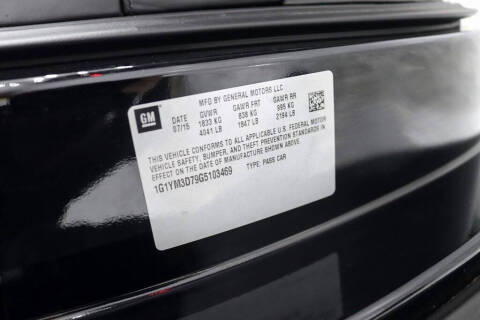 GM
MFD BY GENERAL MOTORS LLC
DATE GVWR GAWR FRT GAWR RR
07/15 1833 KG 838 KG 995 KG
4041 LB 1847 LB 2194 LB
THIS VEHICLE CONFORMS TO ALL APPLICABLE U.S. FEDERAL MOTOR
VEHICLE SAFETY, BUMPER, AND THEFT PREVENTION STANDARDS IN
EFFECT ON THE DATE OF MANUFACTURE SHOWN ABOVE.
1G1YM3D79G5103469 TYPE: PASS CAR